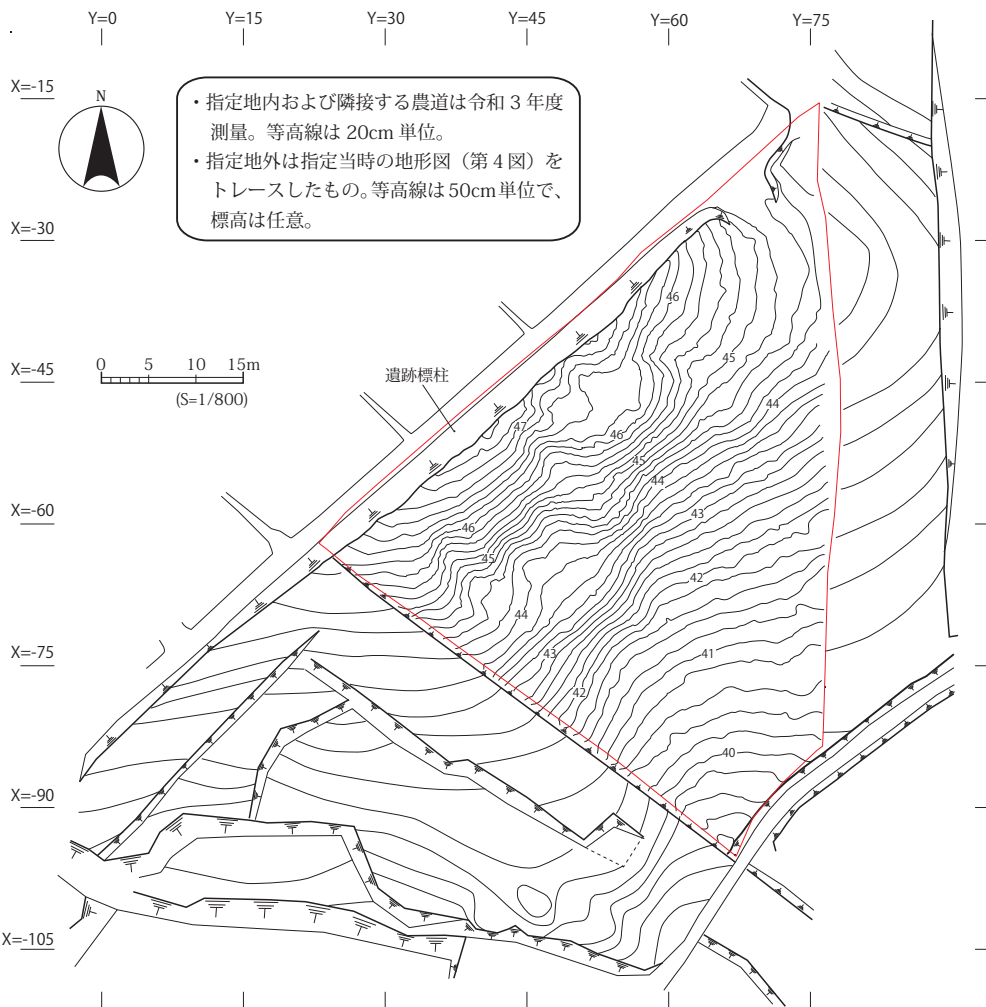 Y=0
Y=15
Y=30
Y=45
Y=60
Y=75
X=-15
N
・指定地内および隣接する農道は令和 3 年度
測量。等高線は 20cm 単位。
・指定地外は指定当時の地形図（第 4 図）を
トレースしたもの。等高線は 50cm 単位で、
標高は任意。
X=-30
46
45
X=-45
0 5 10 15m
(S=1/800)
遺跡標柱
44
47
46
45
44
X=-60
46
43
45
42
44
X=-75
43
41
42
40
X=-90
X=-105